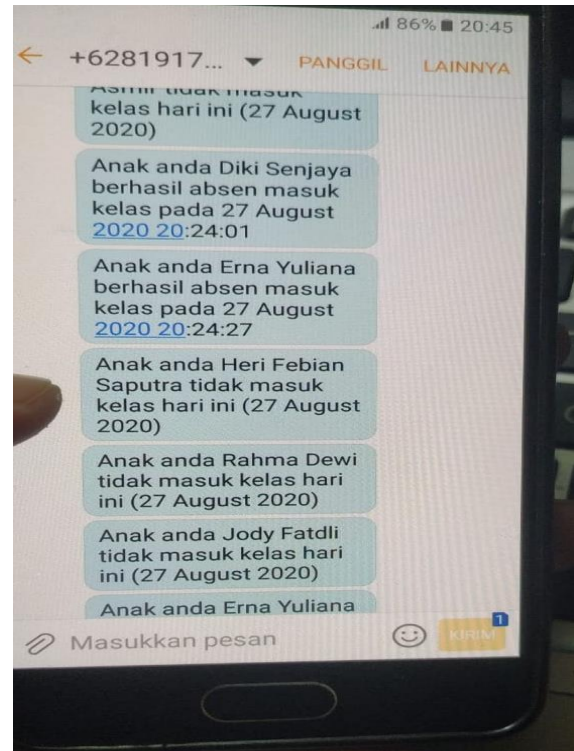 86% 20:45
+6281917... PANGGIL LAINNYA
Asmil tidak masuk
kelas hari ini (27 August
2020)
Anak anda Diki Senjaya
berhasil absen masuk
kelas pada 27 August
2020 20:24:01
Anak anda Erna Yuliana
berhasil absen masuk
kelas pada 27 August
2020 20:24:27
Anak anda Heri Febian
Saputra tidak masuk
kelas hari ini (27 August
2020)
Anak anda Rahma Dewi
tidak masuk kelas hari
ini (27 August 2020)
Anak anda Jody Fatdli
tidak masuk kelas hari
ini (27 August 2020)
Anak anda Erna Yuliana
1
Masukkan pesan KIRIM